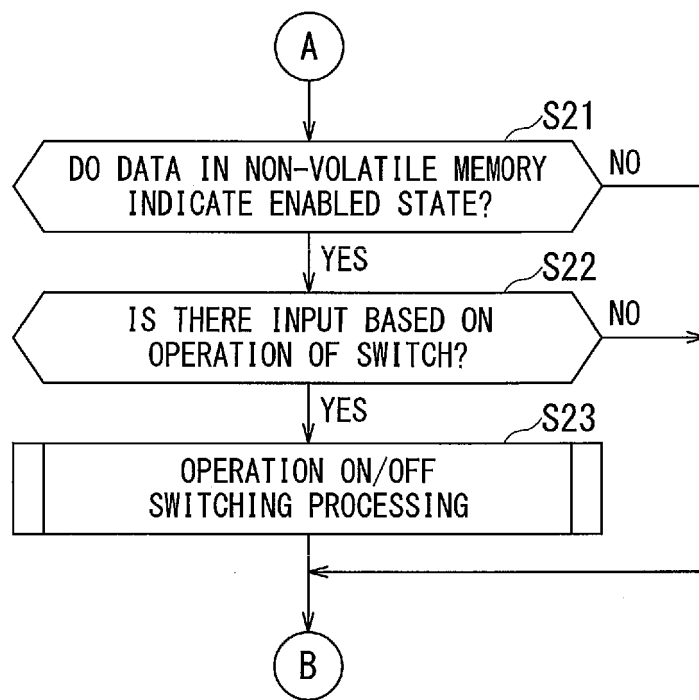 A
S21
DO DATA IN NON-VOLATILE MEMORY
INDICATE ENABLED STATE?
NO
YES
S22
IS THERE INPUT BASED ON
OPERATION OF SWITCH?
NO
YES
S23
OPERATION ON/OFF
SWITCHING PROCESSING
B